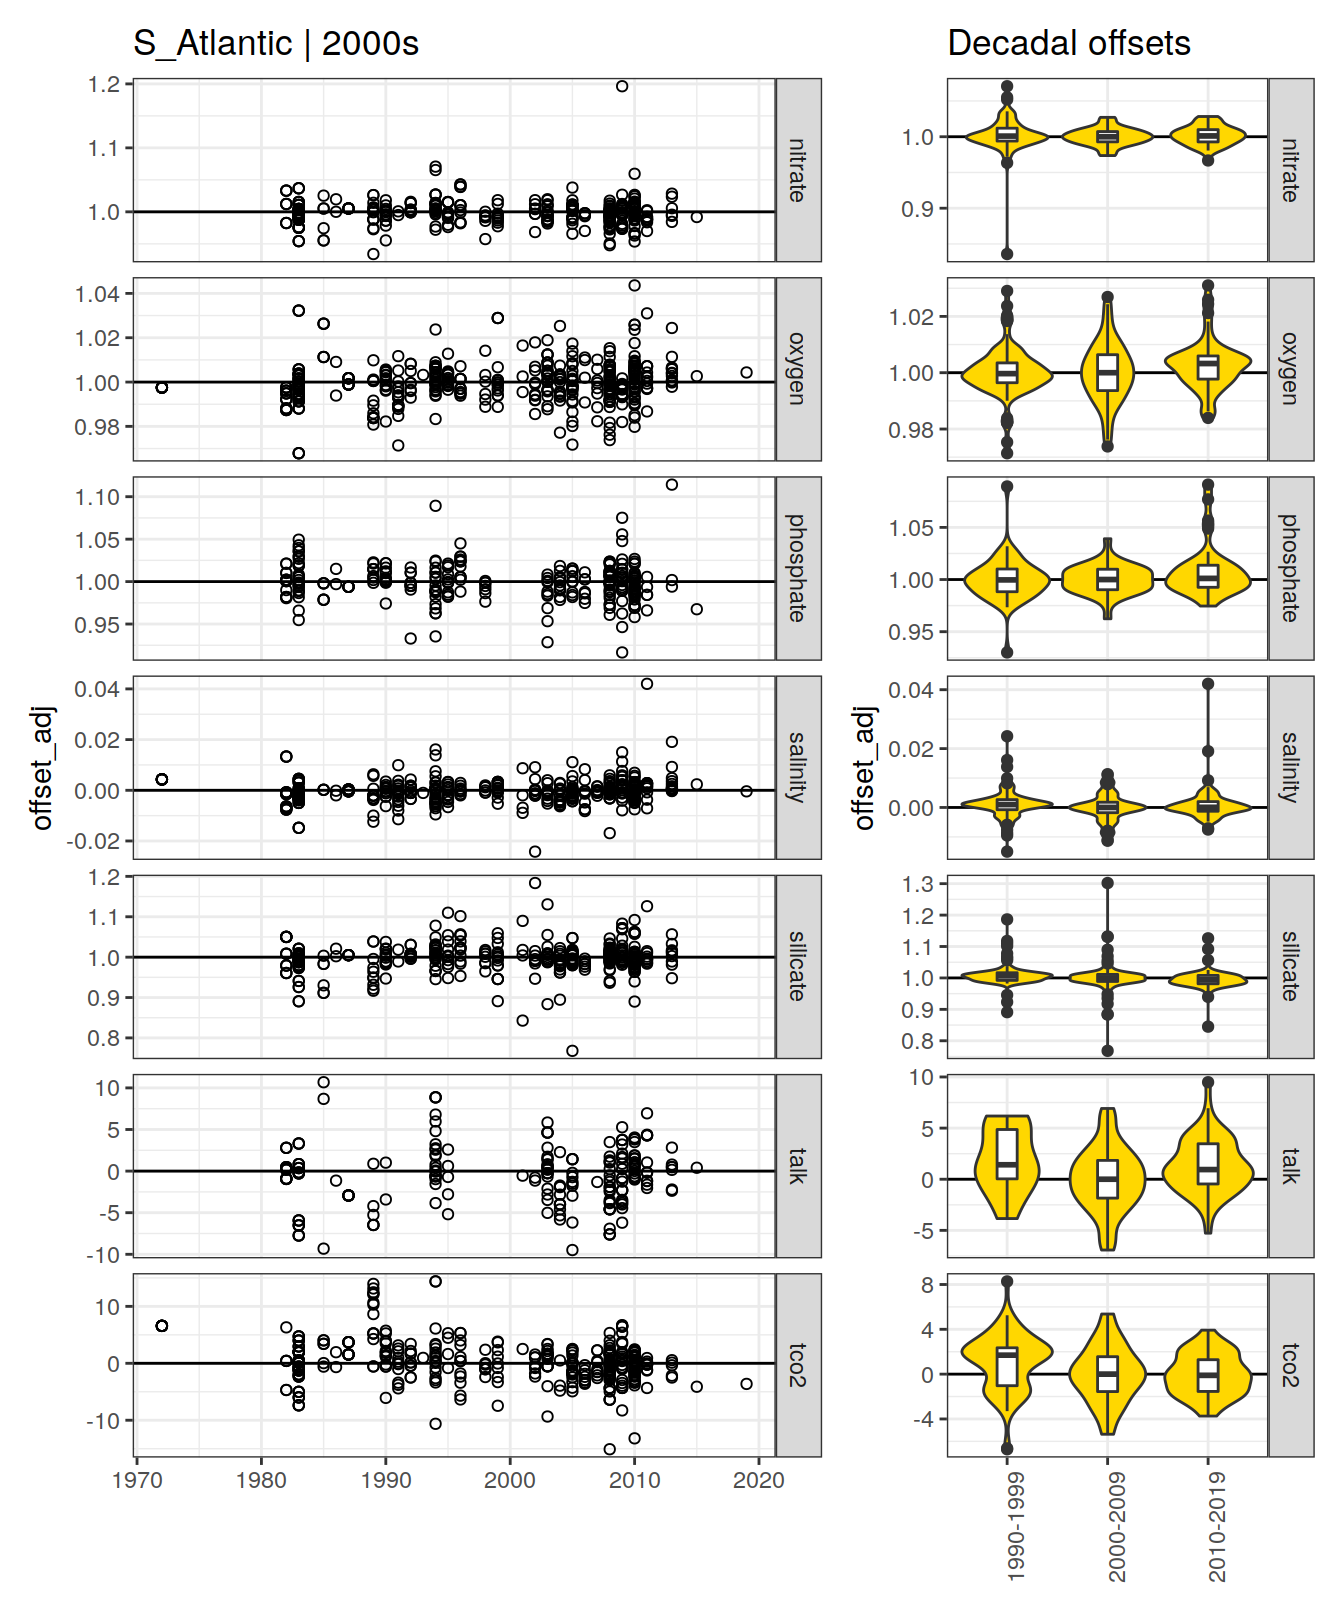 S_Atlantic | 2000s
offset_adj
1.2
1.1
1.0
nitrate
1.04
1.02
1.00
0.98
oxygen
1.10
1.05
1.00
0.95
phosphate
0.04
0.02
0.00
-0.02
salinity
1.2
1.1
1.0
0.9
0.8
silicate
10
5
0
-5
-10
talk
10
0
-10
tco2
1970 1980 1990 2000 2010 2020
Decadal offsets
offset_adj
1.0
0.9
nitrate
1.02
1.00
0.98
oxygen
1.05
1.00
0.95
phosphate
0.04
0.02
0.00
salinity
1.3
1.2
1.1
1.0
0.9
0.8
silicate
10
5
0
-5
talk
8
4
0
-4
tco2
1990-1999
2000-2009
2010-2019